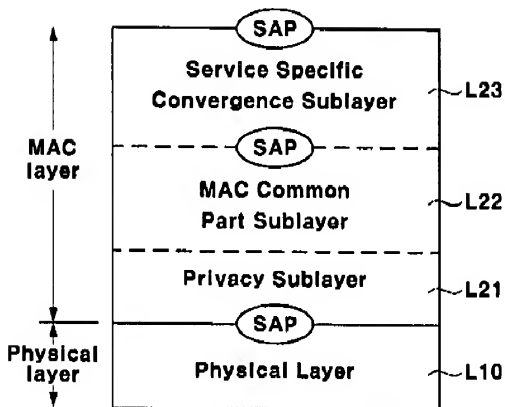 SAP
Service Specific
Convergence Sublayer
L23
MAC
layer
SAP
MAC Common
Part Sublayer
L22
Privacy Sublayer
L21
SAP
Physical
layer
Physical Layer
L10